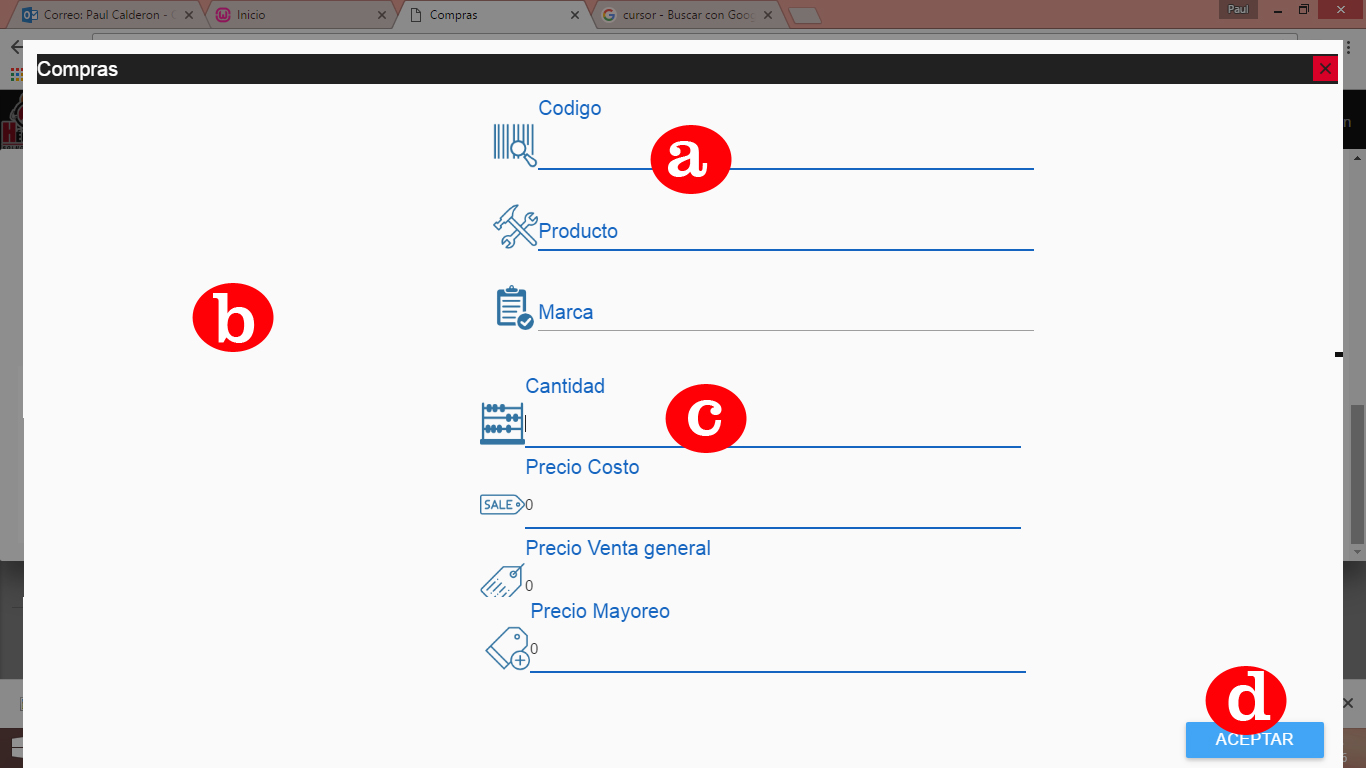 Correo: Paul Calderon -
Inicio
Compras
cursor - Buscar con Goog
Paul
Compras
Codigo
a
Producto
b
Marca
Cantidad
c
Precio Costo
SALE
0
Precio Venta general
0
Precio Mayoreo
0
d
ACEPTAR